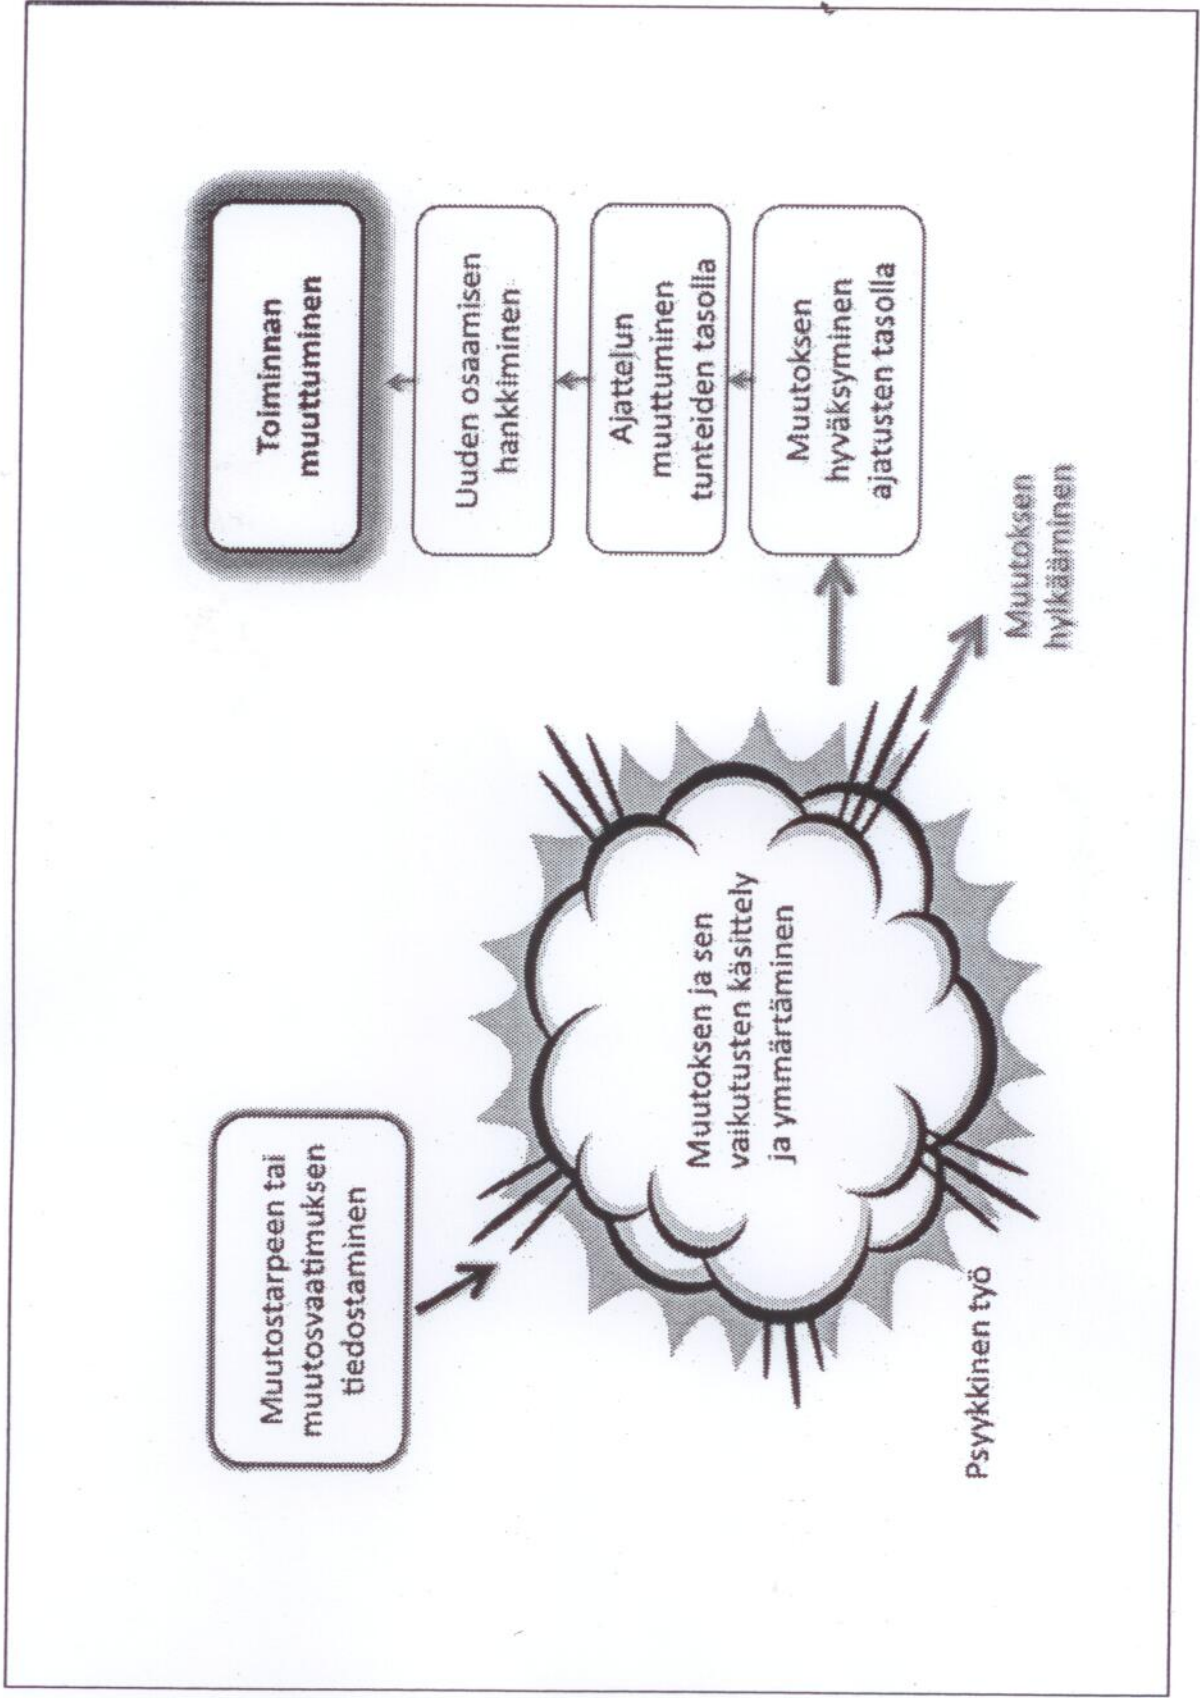 Muutostarpeen tai
muutosvaatimuksen
tiedostaminen
Muutoksen ja sen
vaikutusten käsittely
ja ymmärtäminen
Psyykkinen työ
Muutoksen
hylkääminen
Muutoksen
hyväksyminen
ajatusten tasolla
Ajattelun
muuttuminen
tunteiden tasolla
Uuden osaamisen
hankkiminen
Toiminnan
muuttuminen